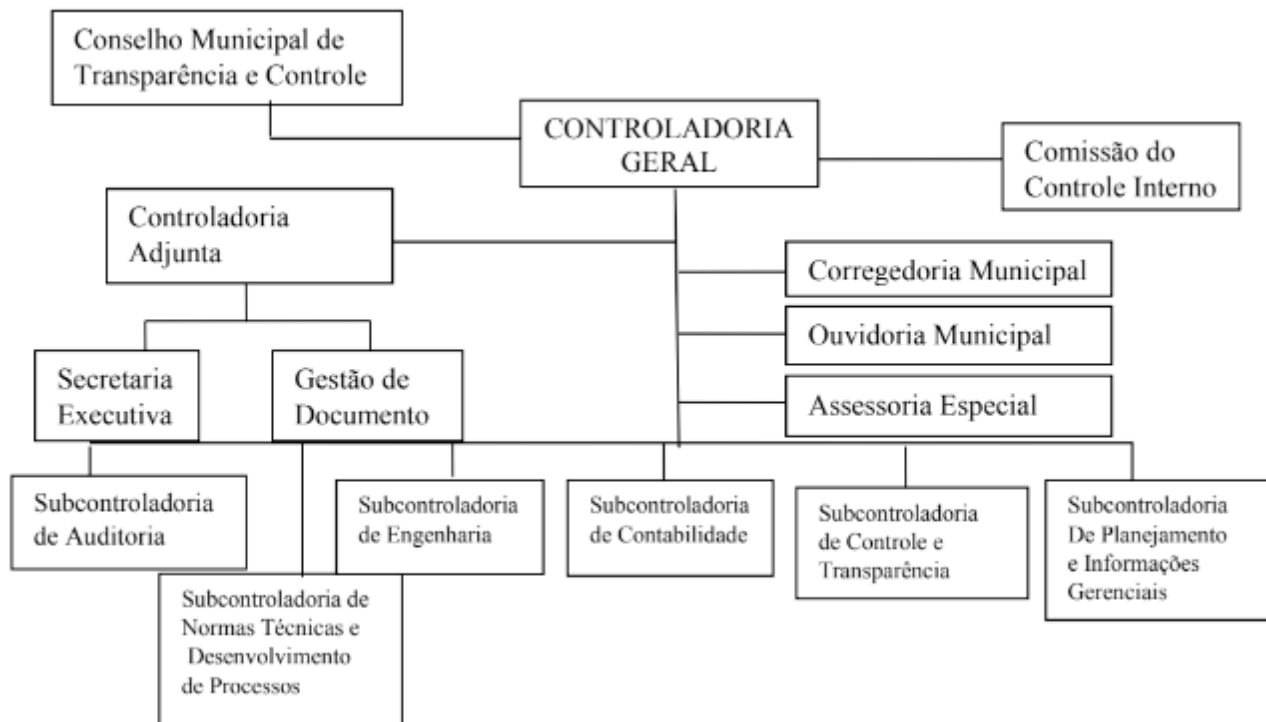 Conselho Municipal de
Transparência e Controle
CONTROLADORIA
GERAL
Comissão do
Controle Interno
Controladoria
Adjunta
Corregedoria Municipal
Ouvidoria Municipal
Assessoria Especial
Secretaria
Executiva
Gestão de
Documento
Subcontroladoria
de Auditoria
Subcontroladoria de
Normas Técnicas e
Desenvolvimento
de Processos
Subcontroladoria
de Engenharia
Subcontroladoria
de Contabilidade
Subcontroladoria
de Controle e
Transparência
Subcontroladoria
De Planejamento
e Informações
Gerenciais